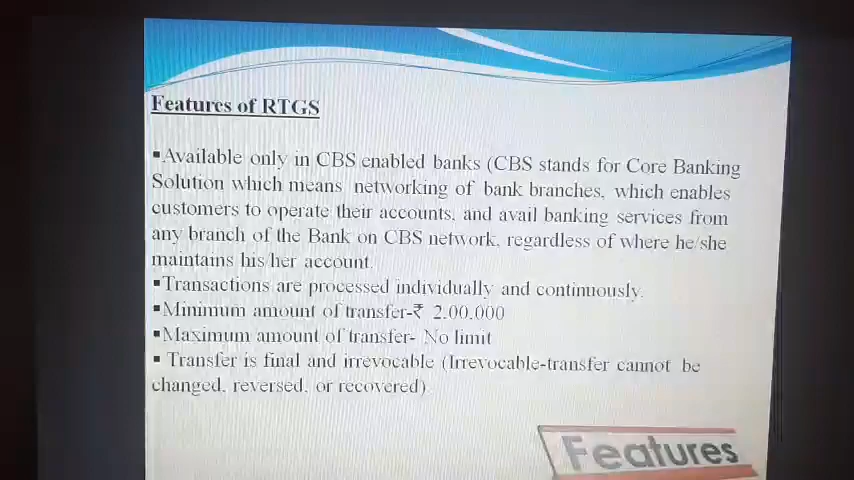 Features of RTGS
▪Available only in CBS enabled banks (CBS stands for Core Banking
Solution which means networking of bank branches, which enables
customers to operate their accounts, and avail banking services from
any branch of the Bank on CBS network, regardless of where he/she
maintains his/her account.
▪Transactions are processed individually and continuously.
▪Minimum amount of transfer-₹ 2,00,000
▪Maximum amount of transfer- No limit
▪ Transfer is final and irrevocable (Irrevocable-transfer cannot be
changed, reversed, or recovered)
Features